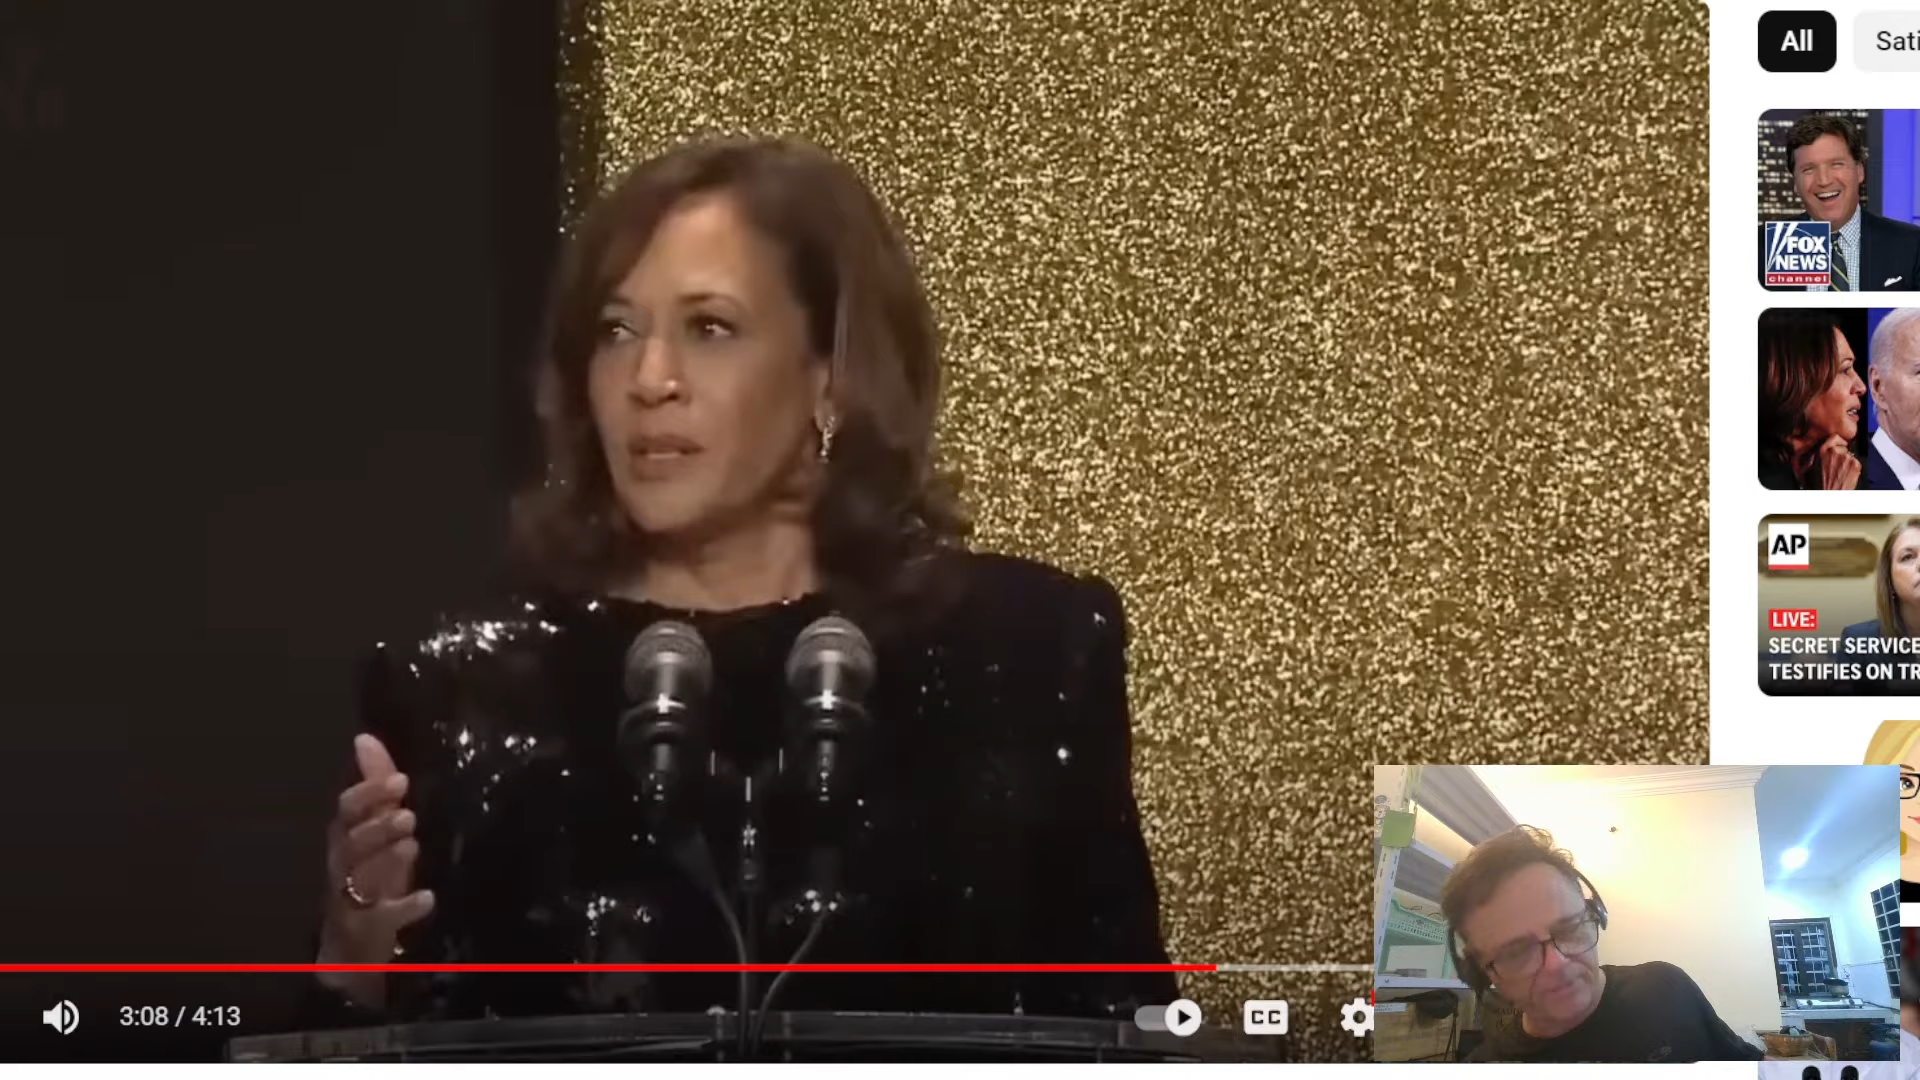 All
Sati
FOX
NEWS
channel
AP
LIVE:
SECRET SERVICE
TESTIFIES ON TR
3:08 / 4:13
CC